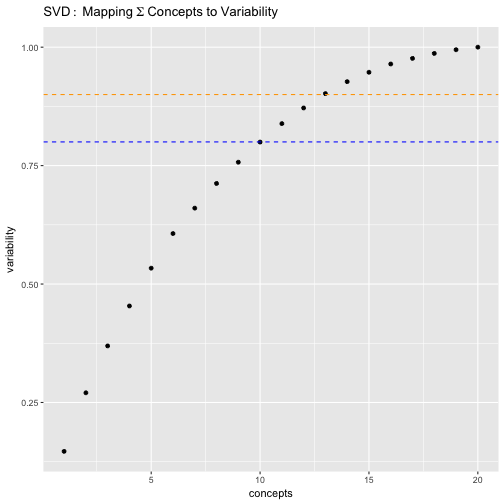 SVD : Mapping Σ Concepts to Variability
1.00
0.75
0.50
0.25
variability
5 10 15 20
concepts